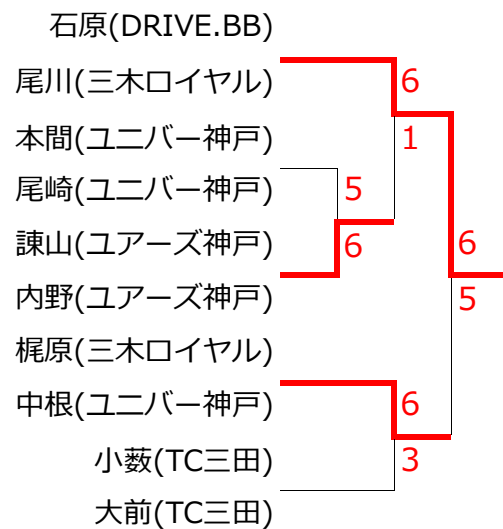 石原(DRIVE.BB)
尾川(三木ロイヤル)
6
本間(ユニバー神戸)
1
尾崎(ユニバー神戸)
5
諌山(ユアーズ神戸)
6
6
内野(ユアーズ神戸)
5
梶原(三木ロイヤル)
中根(ユニバー神戸)
6
小薮(TC三田)
3
大前(TC三田)